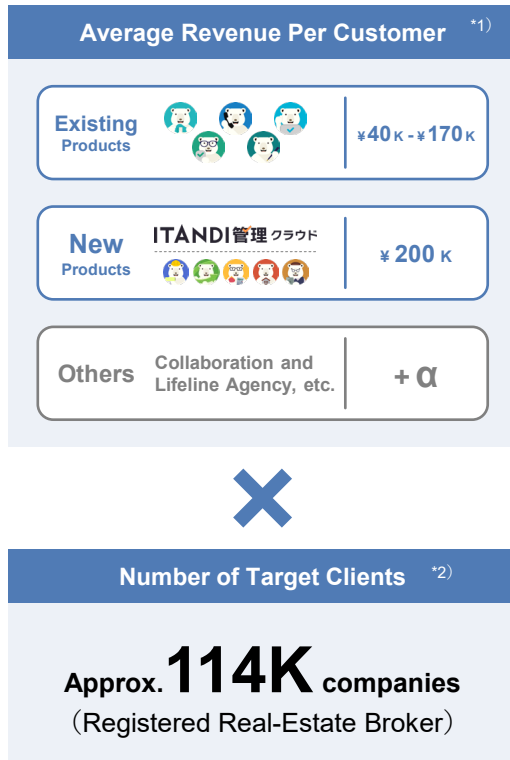 Average Revenue Per Customer *1）
Existing
Products
¥40K-¥170K
New
Products
ITANDI管理クラウド
¥ 200 K
Others
Collaboration and
Lifeline Agency, etc.
+ α
Number of Target Clients *2）
Approx. 114K companies
（Registered Real-Estate Broker）